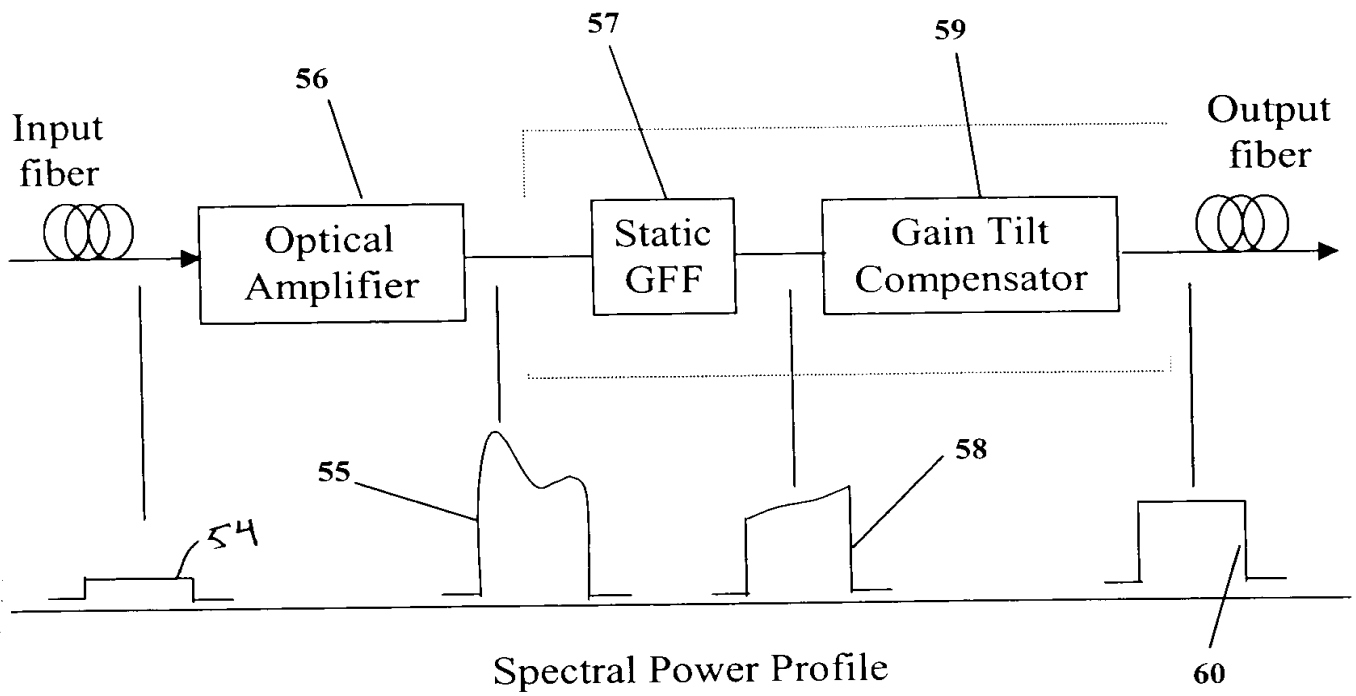 57
59
56
Input
fiber
Output
fiber
Optical
Amplifier
Static
GFF
Gain Tilt
Compensator
55
58
54
Spectral Power Profile
60